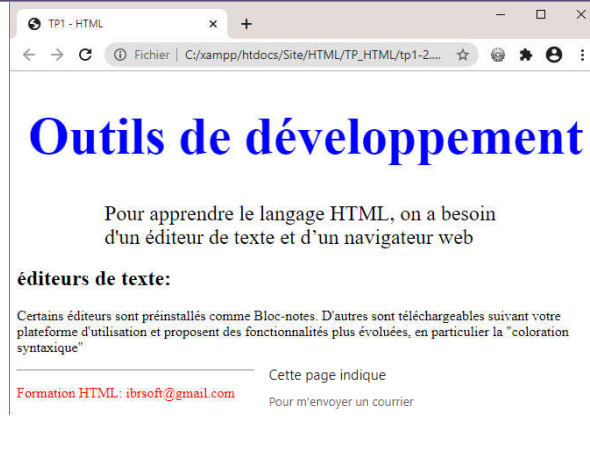 TP1 - HTML
Fichier | C:/xampp/htdocs/Site/HTML/TP_HTML/tp1-2....
Outils de développement
Pour apprendre le langage HTML, on a besoin
d'un éditeur de texte et d’un navigateur web
éditeurs de texte:
Certains éditeurs sont préinstallés comme Bloc-notes. D'autres sont téléchargeables suivant votre
plateforme d'utilisation et proposent des fonctionnalités plus évoluées, en particulier la "coloration
syntaxique"
Cette page indique
Formation HTML: ibrsoft@gmail.com
Pour m'envoyer un courrier